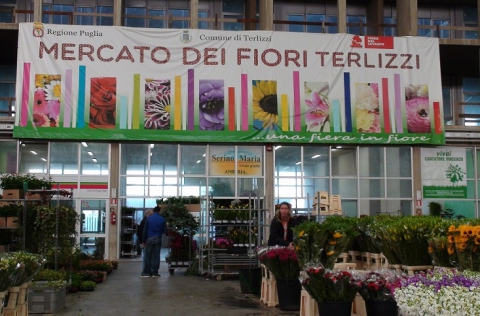 Regione Puglia
Comune di Terlizzi
MERCATO DEI FIORI TERLIZZI
...una fiera in fiore
Serino Maria